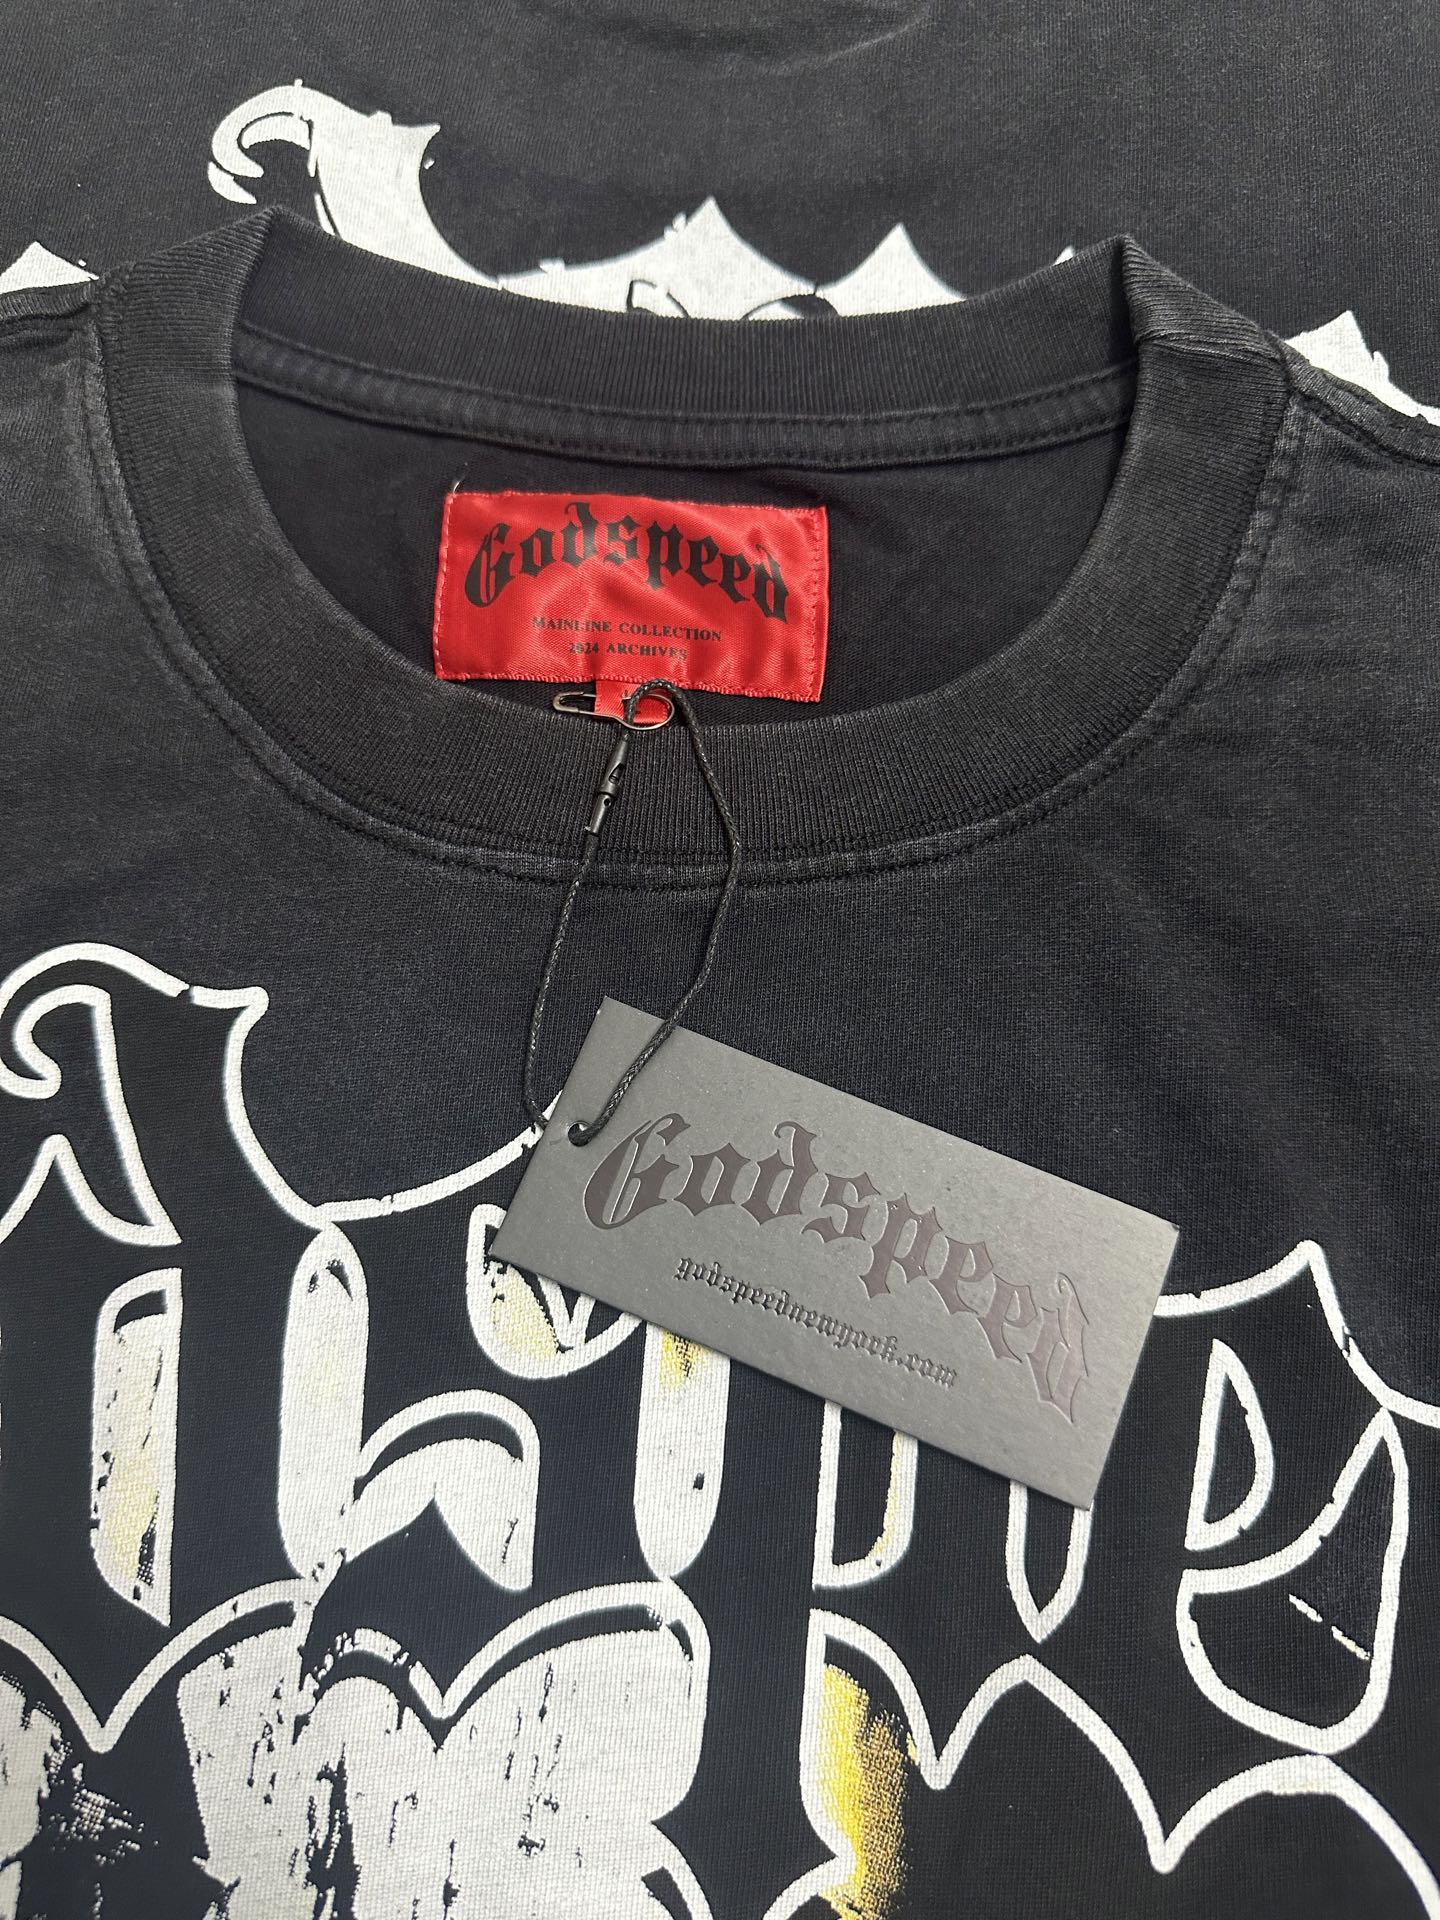 Godspeed
MAINLINE COLLECTION
2024 ARCHIVES
L
Godspeed
godspeednewyork.com